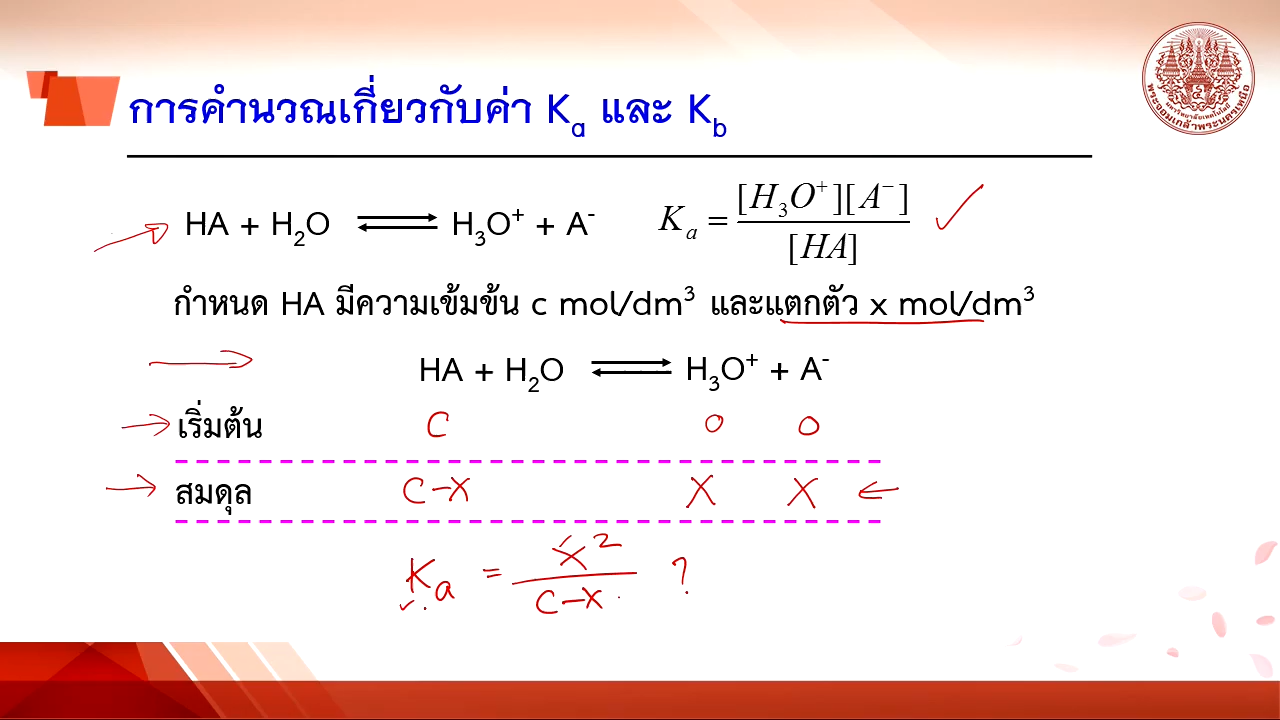 การคำนวณเกี่ยวกับค่า Ka และ Kb
HA + H2O ⇌ H3O+ + A-
Ka = [H3O+][A-] / [HA]
กำหนด HA มีความเข้มข้น c mol/dm3 และแตกตัว x mol/dm3
HA + H2O ⇌ H3O+ + A-
เริ่มต้น C 0 0
สมดุล C-X X X
Ka = X2 / C-X ?